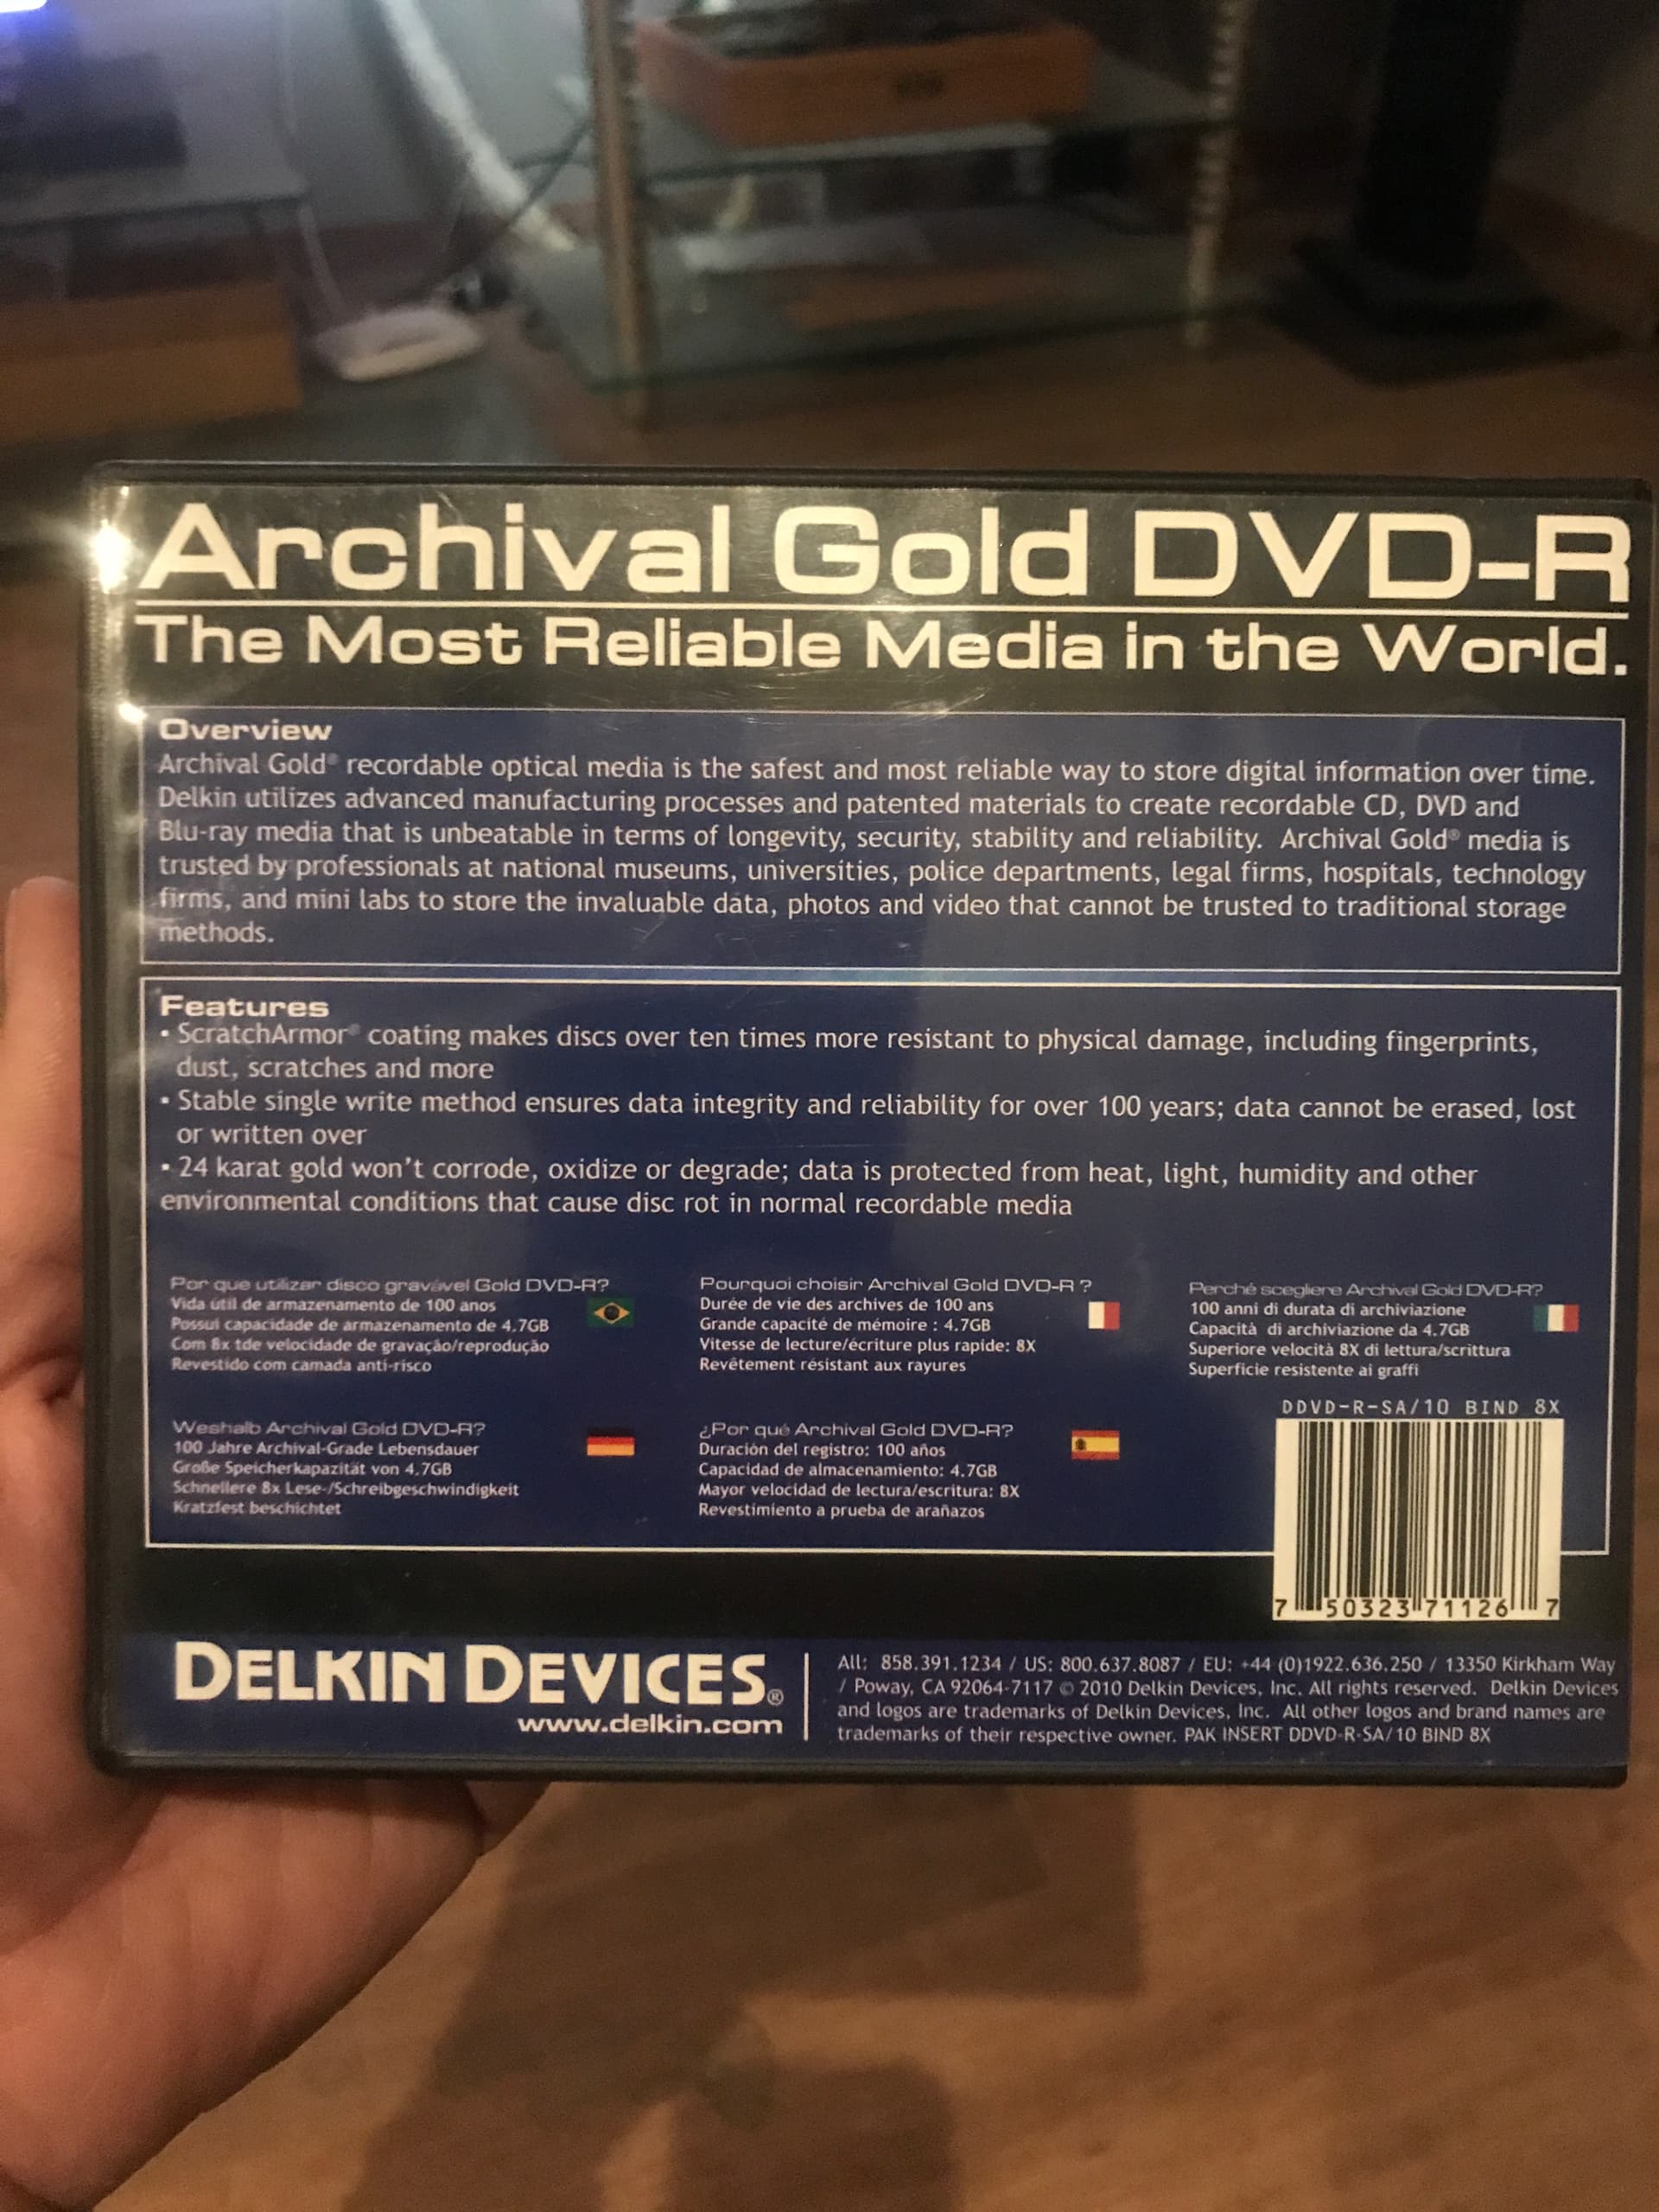 Archival Gold DVD-R
The Most Reliable Media in the World.
Overview
Archival Gold® recordable optical media is the safest and most reliable way to store digital information over time.
Delkin utilizes advanced manufacturing processes and patented materials to create recordable CD, DVD and
Blu-ray media that is unbeatable in terms of longevity, security, stability and reliability. Archival Gold® media is
trusted by professionals at national museums, universities, police departments, legal firms, hospitals, technology
firms, and mini labs to store the invaluable data, photos and video that cannot be trusted to traditional storage
methods.
Features
• ScratchArmor® coating makes discs over ten times more resistant to physical damage, including fingerprints,
dust, scratches and more
• Stable single write method ensures data integrity and reliability for over 100 years; data cannot be erased, lost
or written over
• 24 karat gold won't corrode, oxidize or degrade; data is protected from heat, light, humidity and other
environmental conditions that cause disc rot in normal recordable media
Por que utilizar disco gravável Gold DVD-R?
Vida útil de armazenamento de 100 anos
Possui capacidade de armazenamento de 4.7GB
Com 8x tde velocidade de gravação/reprodução
Revestido com camada anti-risco
Pourquoi choisir Archival Gold DVD-R ?
Durée de vie des archives de 100 ans
Grande capacité de mémoire : 4.7GB
Vitesse de lecture/écriture plus rapide: 8X
Revêtement résistant aux rayures
Perché scegliere Archival Gold DVD-R?
100 anni di durata di archiviazione
Capacità di archiviazione da 4.7GB
Superiore velocità 8X di lettura/scrittura
Superficie resistente ai graffi
Weshalb Archival Gold DVD-R?
100 Jahre Archival-Grade Lebensdauer
Große Speicherkapazität von 4.7GB
Schnellere 8x Lese-/Schreibgeschwindigkeit
Kratzfest beschichtet
¿Por qué Archival Gold DVD-R?
Duración del registro: 100 años
Capacidad de almacenamiento: 4.7GB
Mayor velocidad de lectura/escritura: 8X
Revestimiento a prueba de arañazos
DDVD-R-SA/10 BIND 8X
7 50323 71126 7
DELKIN DEVICES®
www.delkin.com
All: 858.391.1234 / US: 800.637.8087 / EU: +44 (0)1922.636.250 / 13350 Kirkham Way
/ Poway, CA 92064-7117 © 2010 Delkin Devices, Inc. All rights reserved. Delkin Devices
and logos are trademarks of Delkin Devices, Inc. All other logos and brand names are
trademarks of their respective owner. PAK INSERT DDVD-R-SA/10 BIND 8X